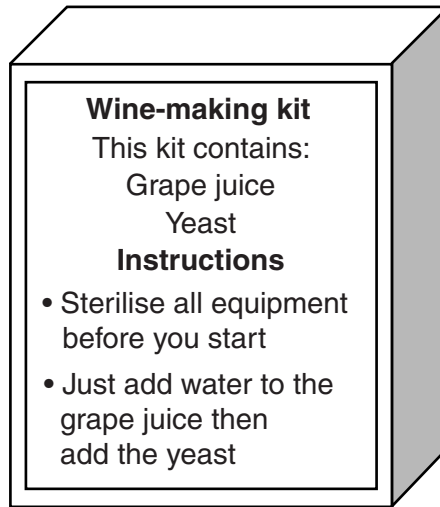 Wine-making kit
This kit contains:
Grape juice
Yeast
Instructions
• Sterilise all equipment
before you start
• Just add water to the
grape juice then
add the yeast